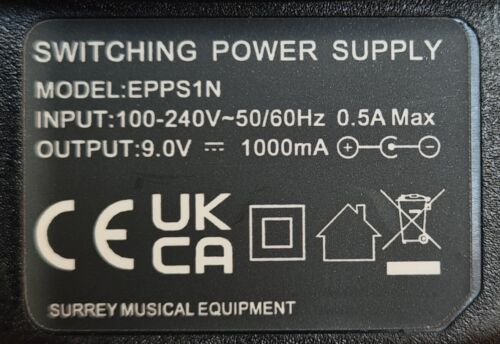 SWITCHING POWER SUPPLY
MODEL:EPPS1N
INPUT:100-240V~50/60Hz 0.5A Max
OUTPUT:9.0V ⎓ 1000mA
CE UK CA
SURREY MUSICAL EQUIPMENT